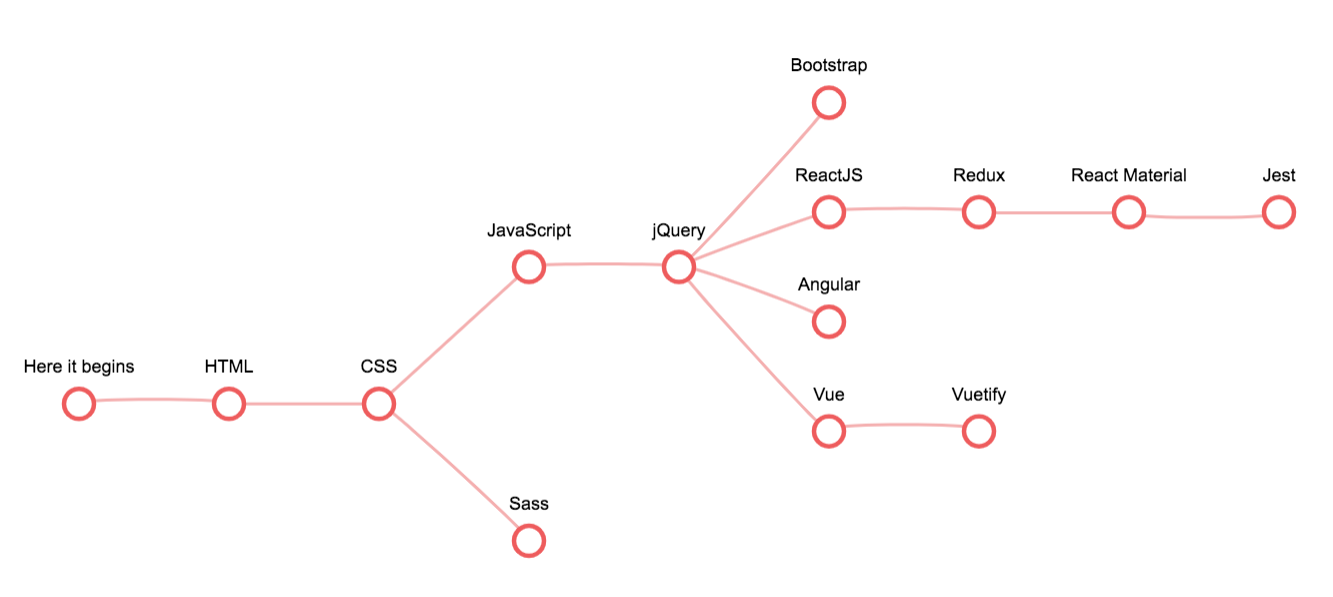 Bootstrap
ReactJS
Redux
React Material
Jest
JavaScript
jQuery
Angular
Here it begins
HTML
CSS
Vue
Vuetify
Sass